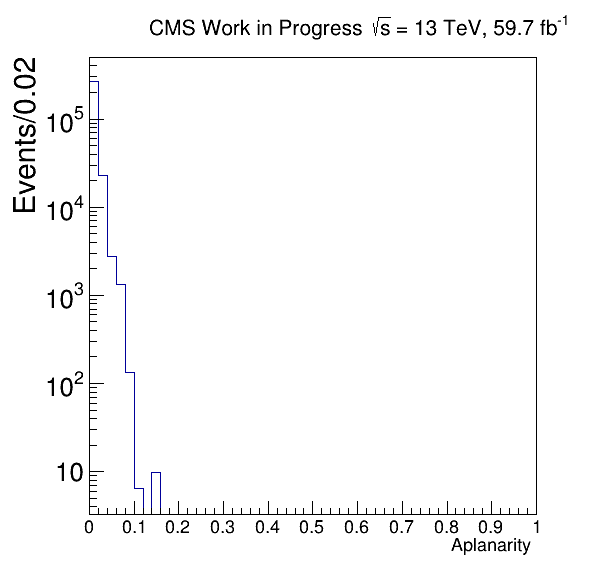 CMS Work in Progress √s = 13 TeV, 59.7 fb⁻¹
Events/0.02
10⁵
10⁴
10³
10²
10
0 0.1 0.2 0.3 0.4 0.5 0.6 0.7 0.8 0.9 1
Aplanarity